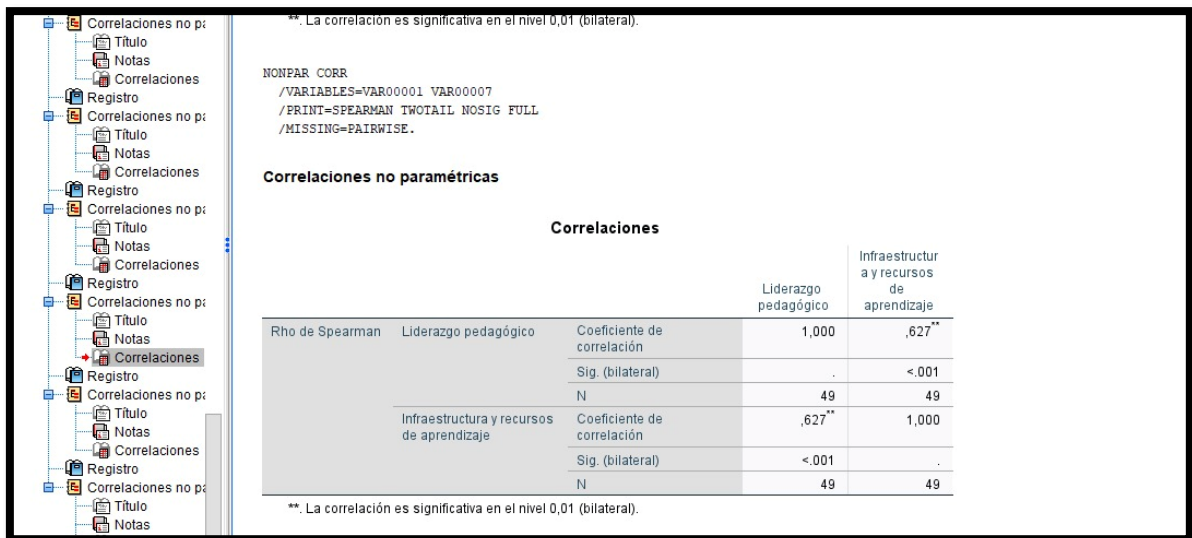 Correlaciones no pa
Título
Notas
Correlaciones
Registro
Correlaciones no pa
Título
Notas
Correlaciones
Registro
Correlaciones no pa
Título
Notas
Correlaciones
Registro
Correlaciones no pa
Título
Notas
Correlaciones
Registro
Correlaciones no pa
Título
Notas
Correlaciones
Registro
Correlaciones no pa
Título
Notas
**. La correlación es significativa en el nivel 0,01 (bilateral).
NONPAR CORR
/VARIABLES=VAR00001 VAR00007
/PRINT=SPEARMAN TWOTAIL NOSIG FULL
/MISSING=PAIRWISE.
Correlaciones no paramétricas
Correlaciones
Liderazgo
pedagógico
Infraestructur
a y recursos
de
aprendizaje
Rho de Spearman Liderazgo pedagógico Coeficiente de
correlación 1,000 ,627**
Sig. (bilateral) . <.001
N 49 49
Infraestructura y recursos
de aprendizaje Coeficiente de
correlación ,627** 1,000
Sig. (bilateral) <.001 .
N 49 49
**. La correlación es significativa en el nivel 0,01 (bilateral).